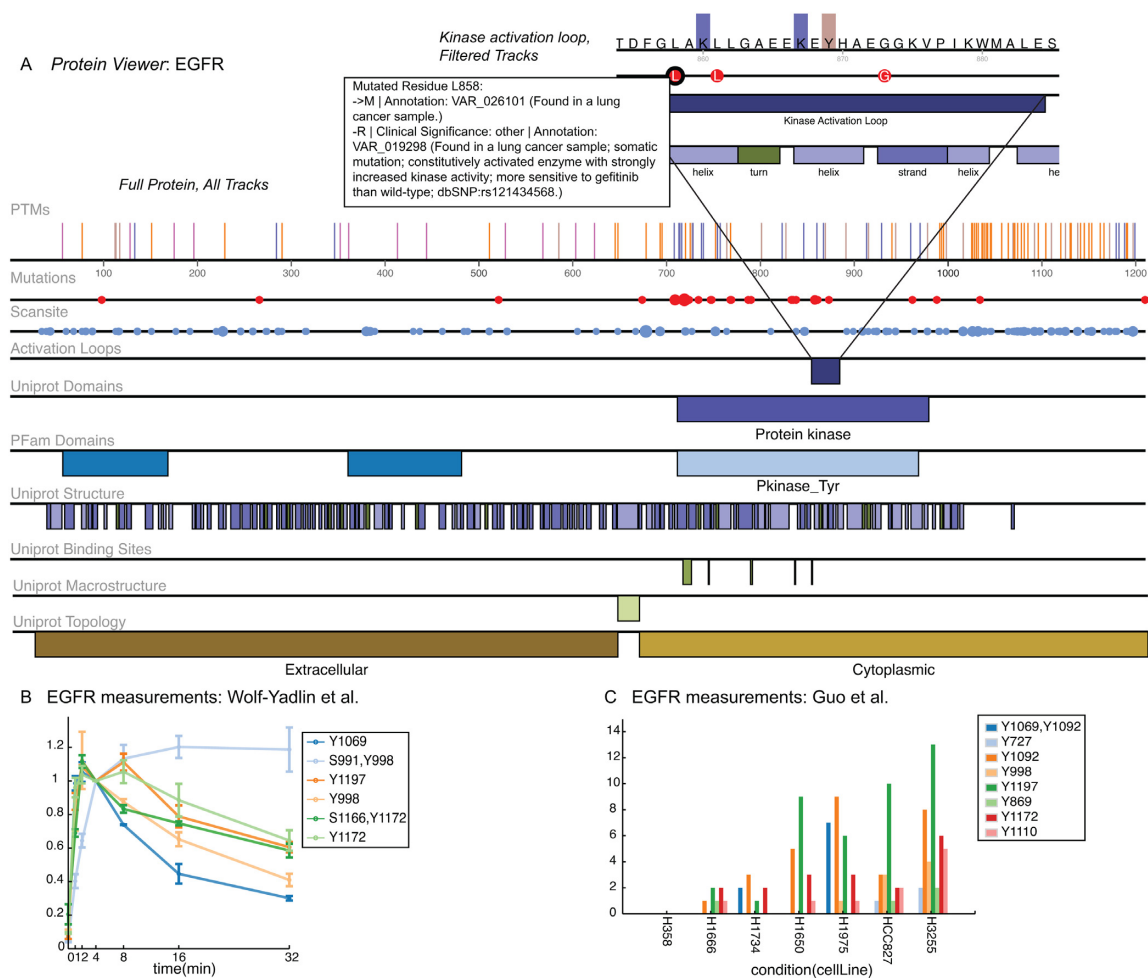 Kinase activation loop,
Filtered Tracks
T D F G L A K L L G A E E K E Y H A E G G K V P I K W M A L E S
860 870 880
A Protein Viewer: EGFR
L L G
Mutated Residue L858:
->M | Annotation: VAR_026101 (Found in a lung
cancer sample.)
-R | Clinical Significance: other | Annotation:
VAR_019298 (Found in a lung cancer sample; somatic
mutation; constitutively activated enzyme with strongly
increased kinase activity; more sensitive to gefitinib
than wild-type; dbSNP:rs121434568.)
Kinase Activation Loop
helix turn helix strand helix he
Full Protein, All Tracks
PTMs
100 200 300 400 500 600 700 800 900 1000 1100 1200
Mutations
Scansite
Activation Loops
Uniprot Domains
Protein kinase
PFam Domains
Pkinase_Tyr
Uniprot Structure
Uniprot Binding Sites
Uniprot Macrostructure
Uniprot Topology
Extracellular Cytoplasmic
B EGFR measurements: Wolf-Yadlin et al.
1.2
1
0.8
0.6
0.4
0.2
0
0 1 2 4 8 16 32
time(min)
Y1069
S991,Y998
Y1197
Y998
S1166,Y1172
Y1172
C EGFR measurements: Guo et al.
14
12
10
8
6
4
2
0
H358 H1666 H1734 H1650 H1975 HCC827 H3255
condition(cellLine)
Y1069,Y1092
Y727
Y1092
Y998
Y1197
Y869
Y1172
Y1110